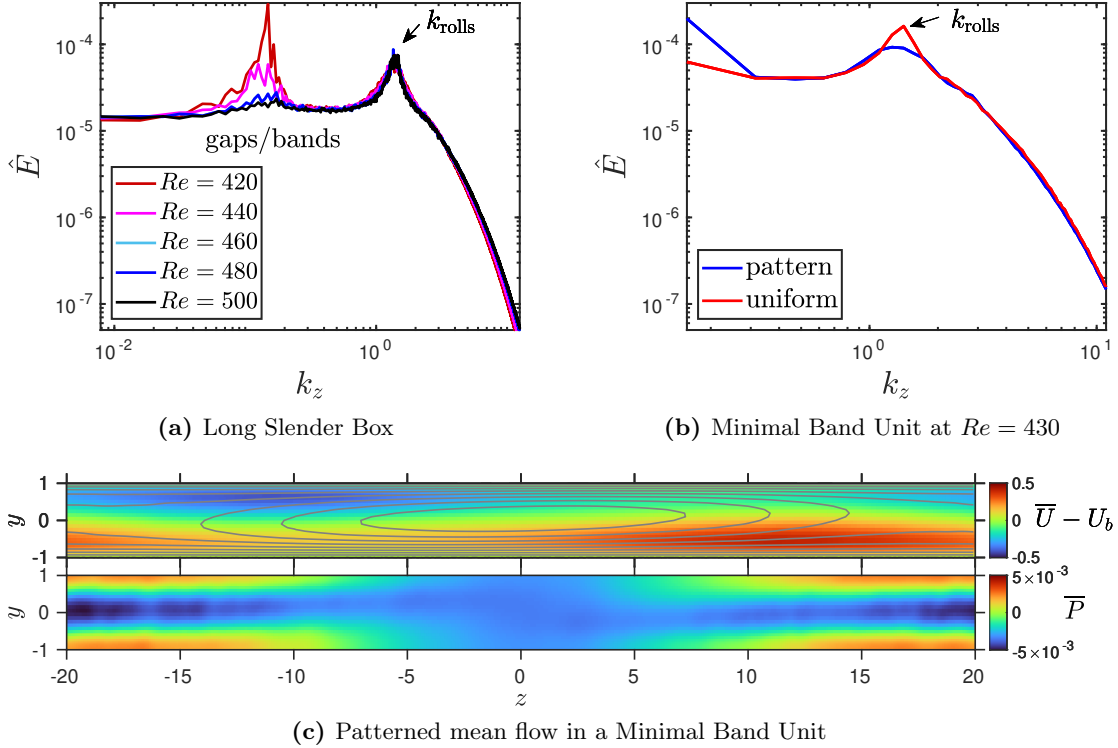 10^-4
10^-5
10^-6
10^-7
Ê
k_rolls
gaps/bands
Re = 420
Re = 440
Re = 460
Re = 480
Re = 500
10^-2
10^0
k_z
(a) Long Slender Box
10^-4
10^-5
10^-6
10^-7
Ê
k_rolls
pattern
uniform
10^0
10^1
k_z
(b) Minimal Band Unit at Re = 430
1
0
-1
y
0.5
0
-0.5
U̅ − U_b
1
0
-1
y
5×10^-3
0
-5×10^-3
P̅
-20 -15 -10 -5 0 5 10 15 20
z
(c) Patterned mean flow in a Minimal Band Unit